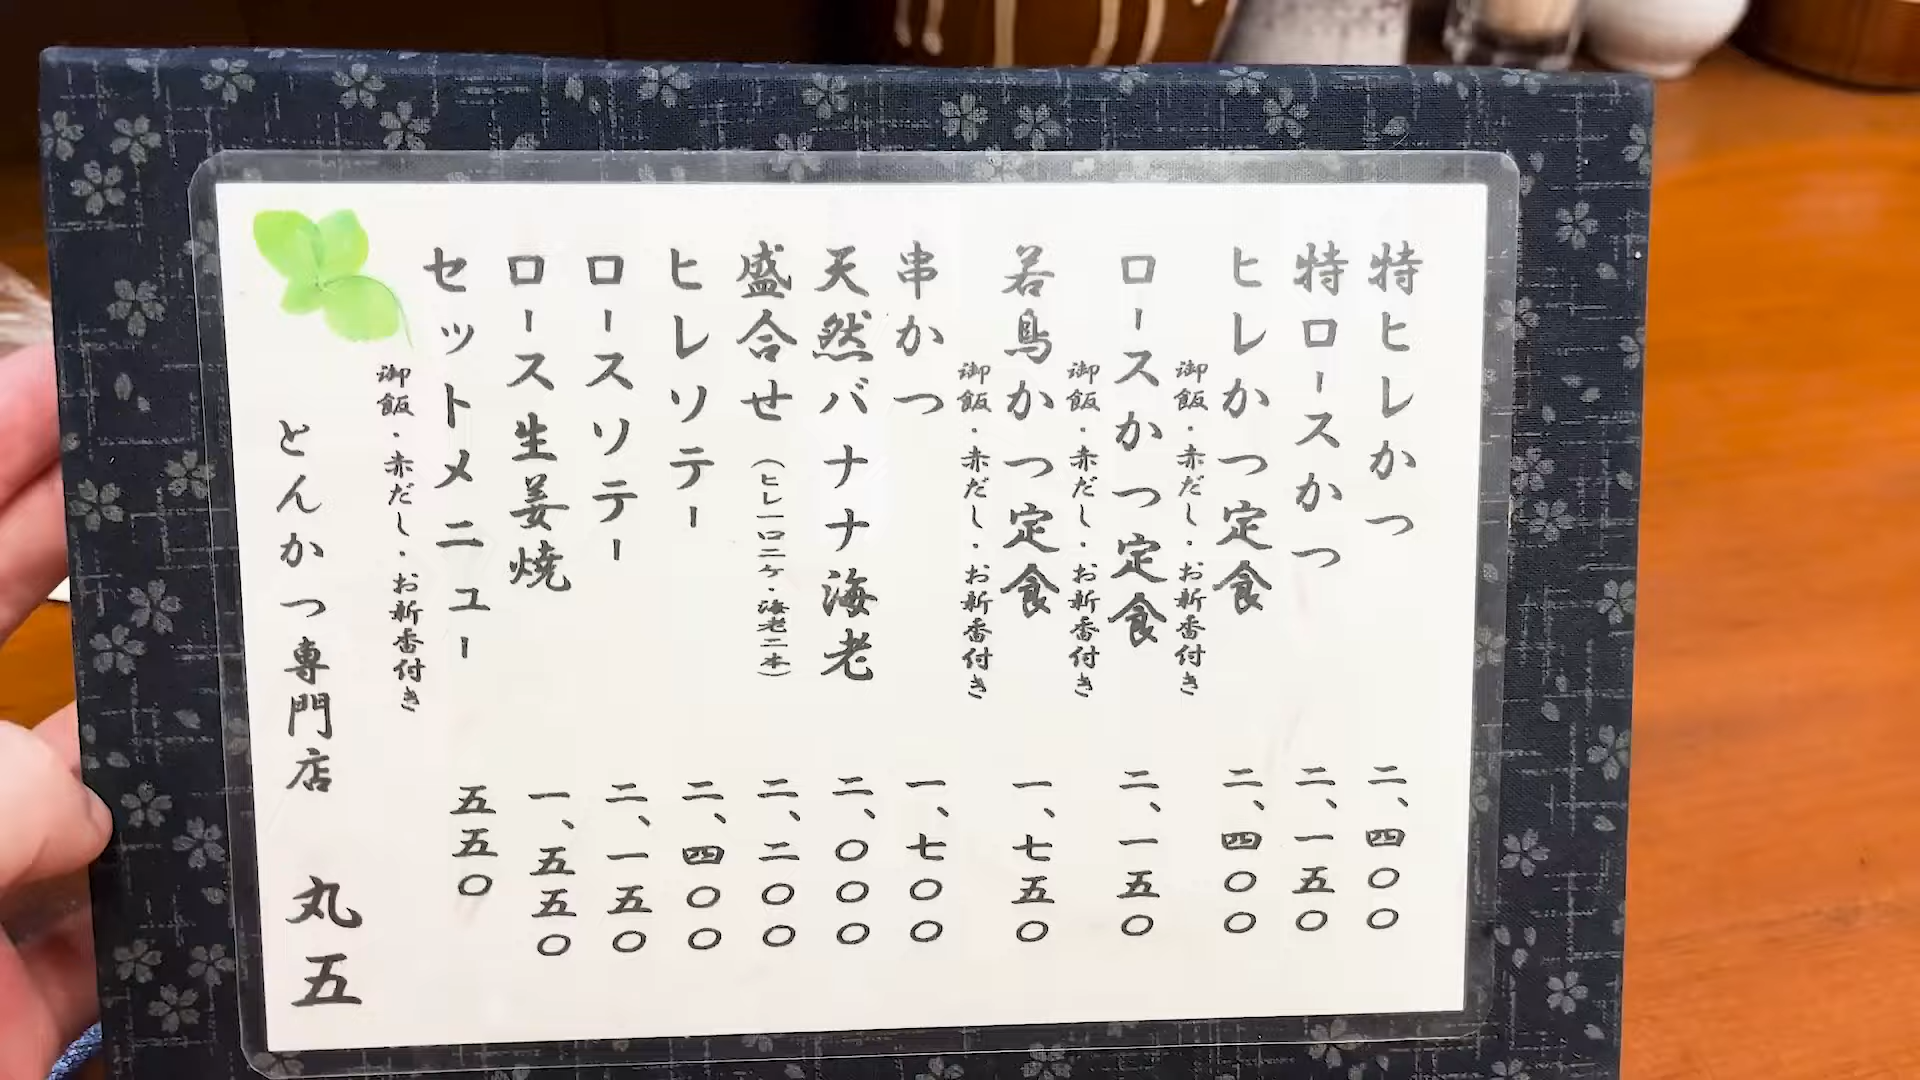 特ヒレかつ 二、四〇〇
特ロースかつ 二、一五〇
ヒレかつ定食 二、四〇〇
御飯・赤だし・お新香付き
ロースかつ定食 二、一五〇
御飯・赤だし・お新香付き
若鳥かつ定食 一、七五〇
御飯・赤だし・お新香付き
串かつ 一、七〇〇
天然バナナ海老 二、〇〇〇
盛合せ(ヒレ一口二ケ・海老二本) 二、二〇〇
ヒレソテー 二、四〇〇
ロースソテー 二、一五〇
ロース生姜焼 一、五五〇
セットメニュー 五五〇
御飯・赤だし・お新香付き
とんかつ専門店 丸五